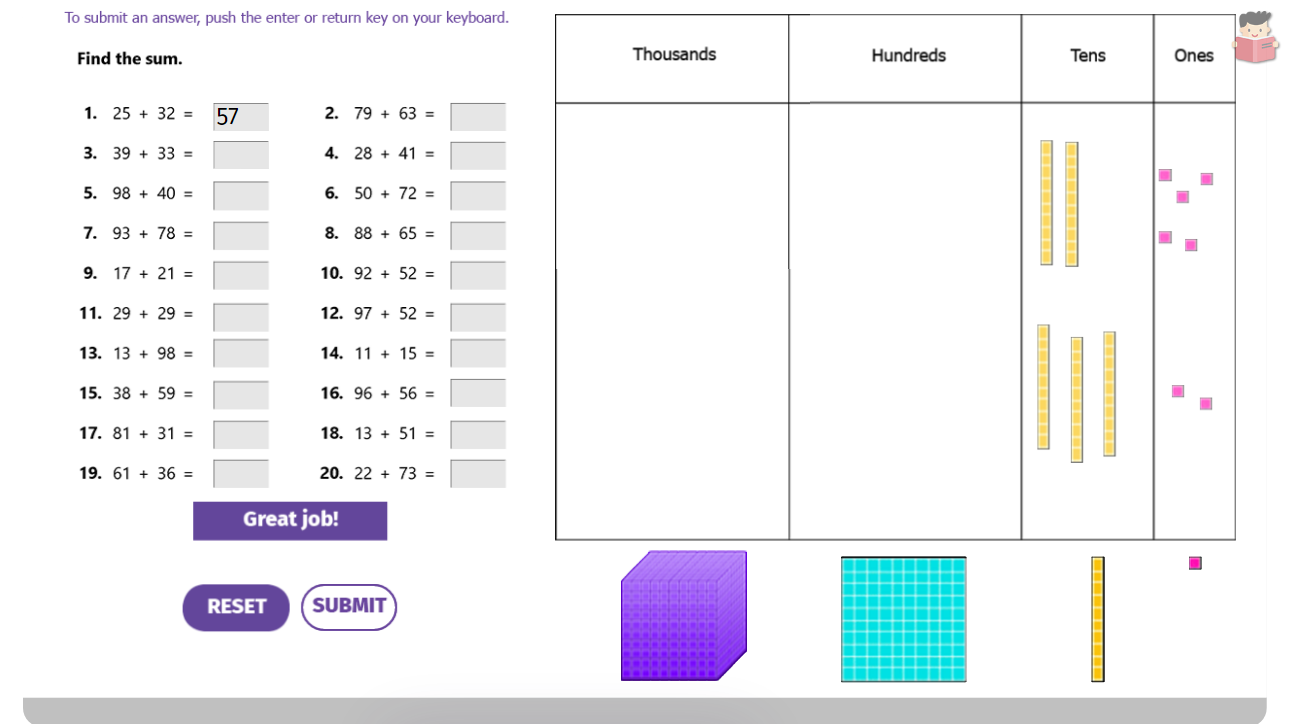 To submit an answer, push the enter or return key on your keyboard.
Find the sum.
1. 25 + 32 = 57
2. 79 + 63 =
3. 39 + 33 =
4. 28 + 41 =
5. 98 + 40 =
6. 50 + 72 =
7. 93 + 78 =
8. 88 + 65 =
9. 17 + 21 =
10. 92 + 52 =
11. 29 + 29 =
12. 97 + 52 =
13. 13 + 98 =
14. 11 + 15 =
15. 38 + 59 =
16. 96 + 56 =
17. 81 + 31 =
18. 13 + 51 =
19. 61 + 36 =
20. 22 + 73 =
Great job!
RESET
SUBMIT
Thousands
Hundreds
Tens
Ones